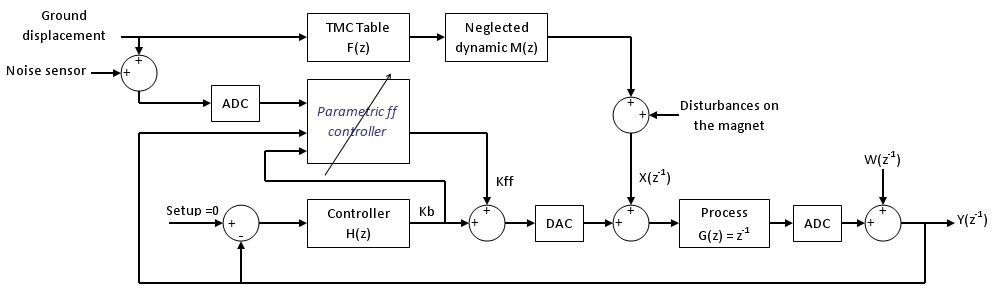 Ground
displacement
TMC Table
F(z)
Neglected
dynamic M(z)
+
Noise sensor
+
ADC
Parametric ff
controller
+
+
Disturbances on
the magnet
Kff
X(z⁻¹)
W(z⁻¹)
Setup =0
+
-
Controller
H(z)
Kb
+
+
DAC
+
+
Process
G(z) = z⁻¹
ADC
+
+
Y(z⁻¹)